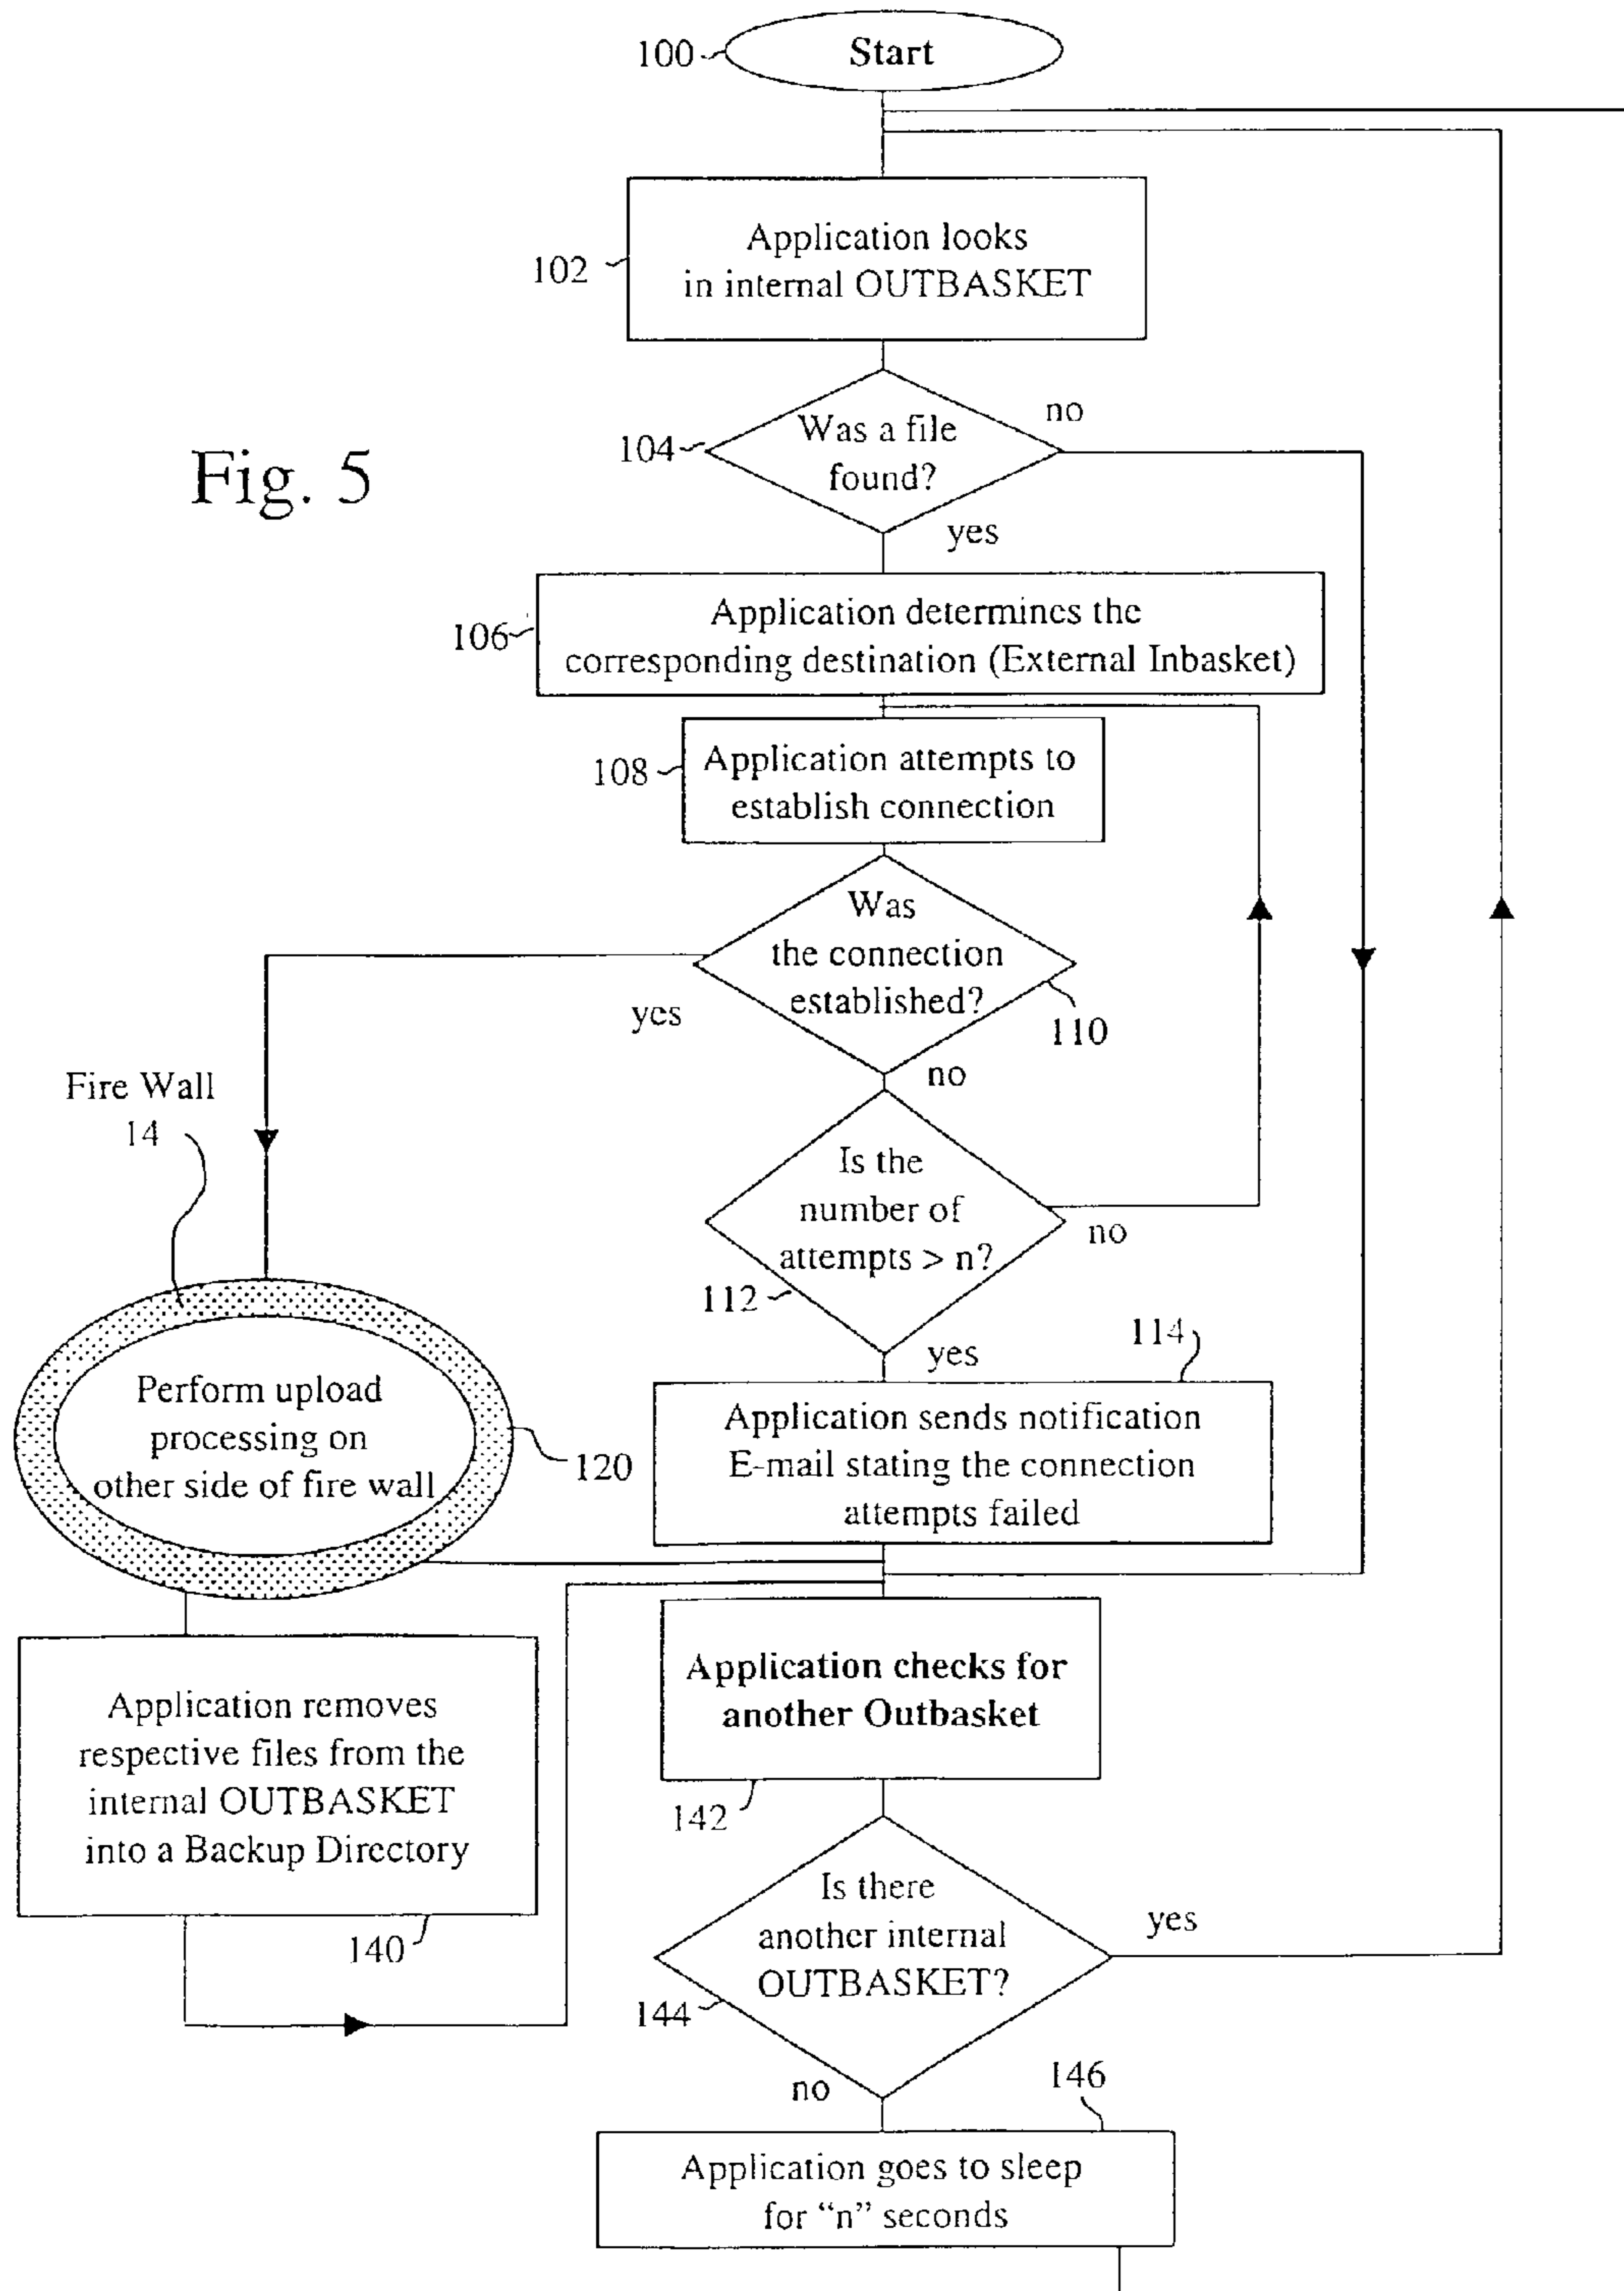 100
Start
102
Application looks
in internal OUTBASKET
Fig. 5
104
Was a file
found?
no
yes
106
Application determines the
corresponding destination (External Inbasket)
108
Application attempts to
establish connection
Was
the connection
established?
yes
110
no
Fire Wall
14
Is the
number of
attempts > n?
no
112
yes
114
Perform upload
processing on
other side of fire wall
120
Application sends notification
E-mail stating the connection
attempts failed
Application removes
respective files from the
internal OUTBASKET
into a Backup Directory
140
Application checks for
another Outbasket
142
Is there
another internal
OUTBASKET?
yes
144
no
146
Application goes to sleep
for “n” seconds